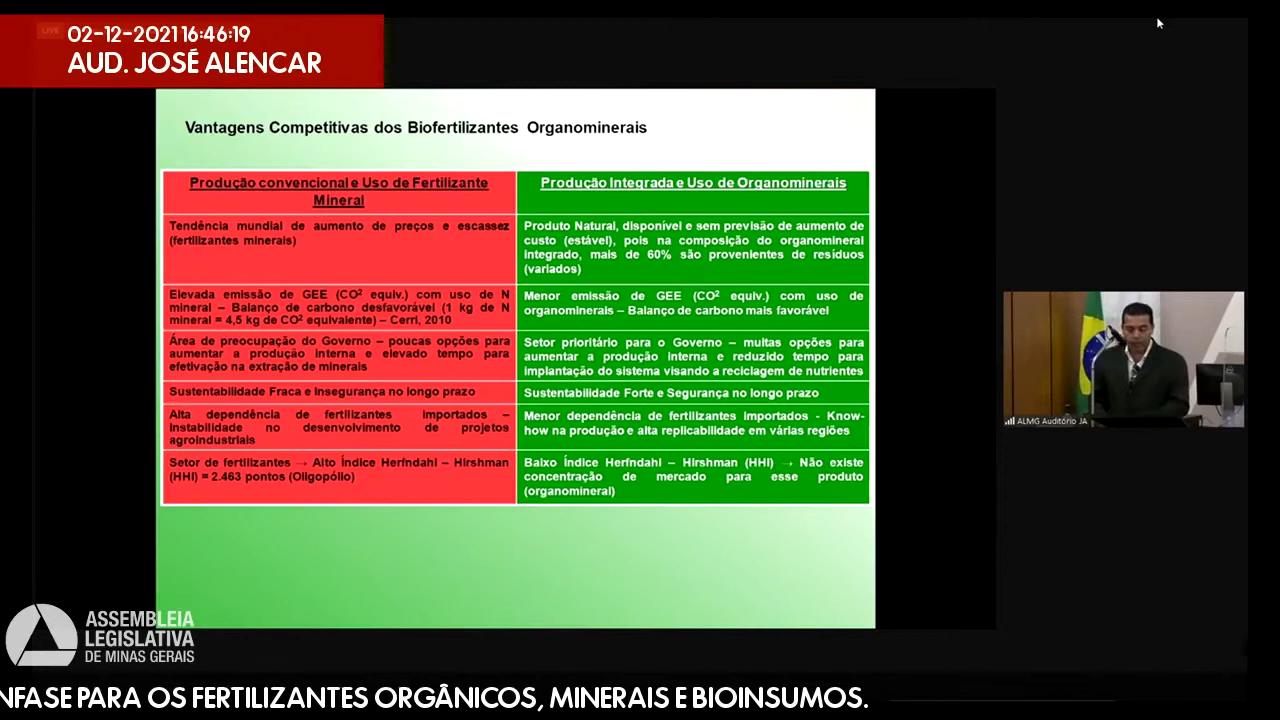 LIVE
02-12-2021 16:46:19
AUD. JOSÉ ALENCAR
Vantagens Competitivas dos Biofertilizantes Organominerais
Produção convencional e Uso de Fertilizante
Mineral
Produção Integrada e Uso de Organominerais
Tendência mundial de aumento de preços e escassez
(fertilizantes minerais)
Produto Natural, disponível e sem previsão de aumento de
custo (estável), pois na composição do organomineral
integrado, mais de 60% são provenientes de resíduos
(variados)
Elevada emissão de GEE (CO² equiv.) com uso de N
mineral – Balanço de carbono desfavorável (1 kg de N
mineral = 4,5 kg de CO² equivalente) – Cerri, 2010
Menor emissão de GEE (CO² equiv.) com uso de
organominerais – Balanço de carbono mais favorável
Área de preocupação do Governo – poucas opções para
aumentar a produção interna e elevado tempo para
efetivação na extração de minerais
Setor prioritário para o Governo – muitas opções para
aumentar a produção interna e reduzido tempo para
implantação do sistema visando a reciclagem de nutrientes
Sustentabilidade Fraca e Insegurança no longo prazo
Sustentabilidade Forte e Segurança no longo prazo
Alta dependência de fertilizantes importados –
Instabilidade no desenvolvimento de projetos
agroindustriais
Menor dependência de fertilizantes importados - Know-
how na produção e alta replicabilidade em várias regiões
Setor de fertilizantes → Alto Índice Herfndahl – Hirshman
(HHI) = 2.463 pontos (Oligopólio)
Baixo Índice Herfndahl – Hirshman (HHI) → Não existe
concentração de mercado para esse produto
(organomineral)
ALMG Auditório JA
ASSEMBLEIA
LEGISLATIVA
DE MINAS GERAIS
NFASE PARA OS FERTILIZANTES ORGÂNICOS, MINERAIS E BIOINSUMOS.